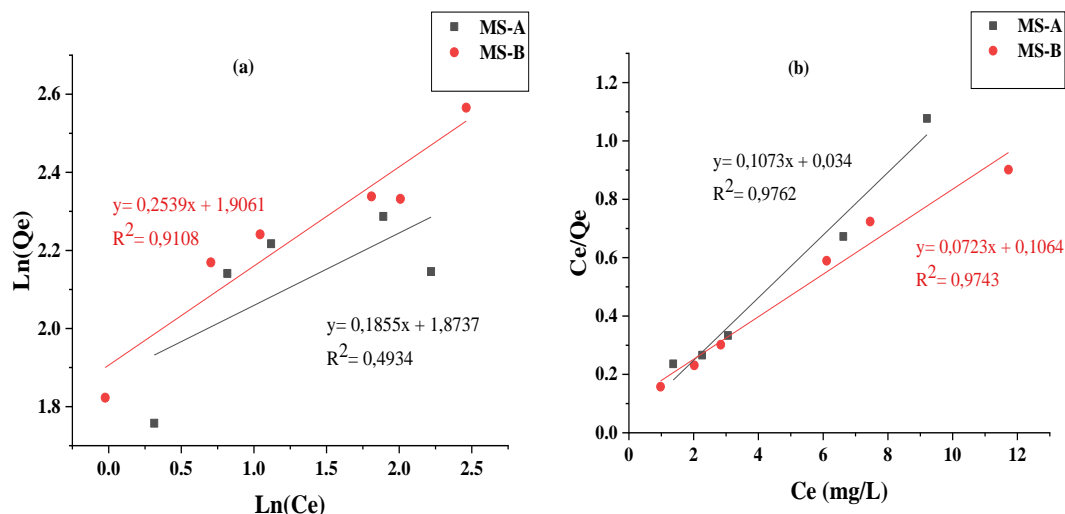 MS-A
MS-B
(a)
Ln(Qe)
2.6
2.4
2.2
2.0
1.8
y= 0,2539x + 1,9061
R²= 0,9108
y= 0,1855x + 1,8737
R²= 0,4934
0.0 0.5 1.0 1.5 2.0 2.5
Ln(Ce)
MS-A
MS-B
(b)
Ce/Qe
1.2
1.0
0.8
0.6
0.4
0.2
0.0
y= 0,1073x + 0,034
R²= 0,9762
y= 0,0723x + 0,1064
R²= 0,9743
0 2 4 6 8 10 12
Ce (mg/L)